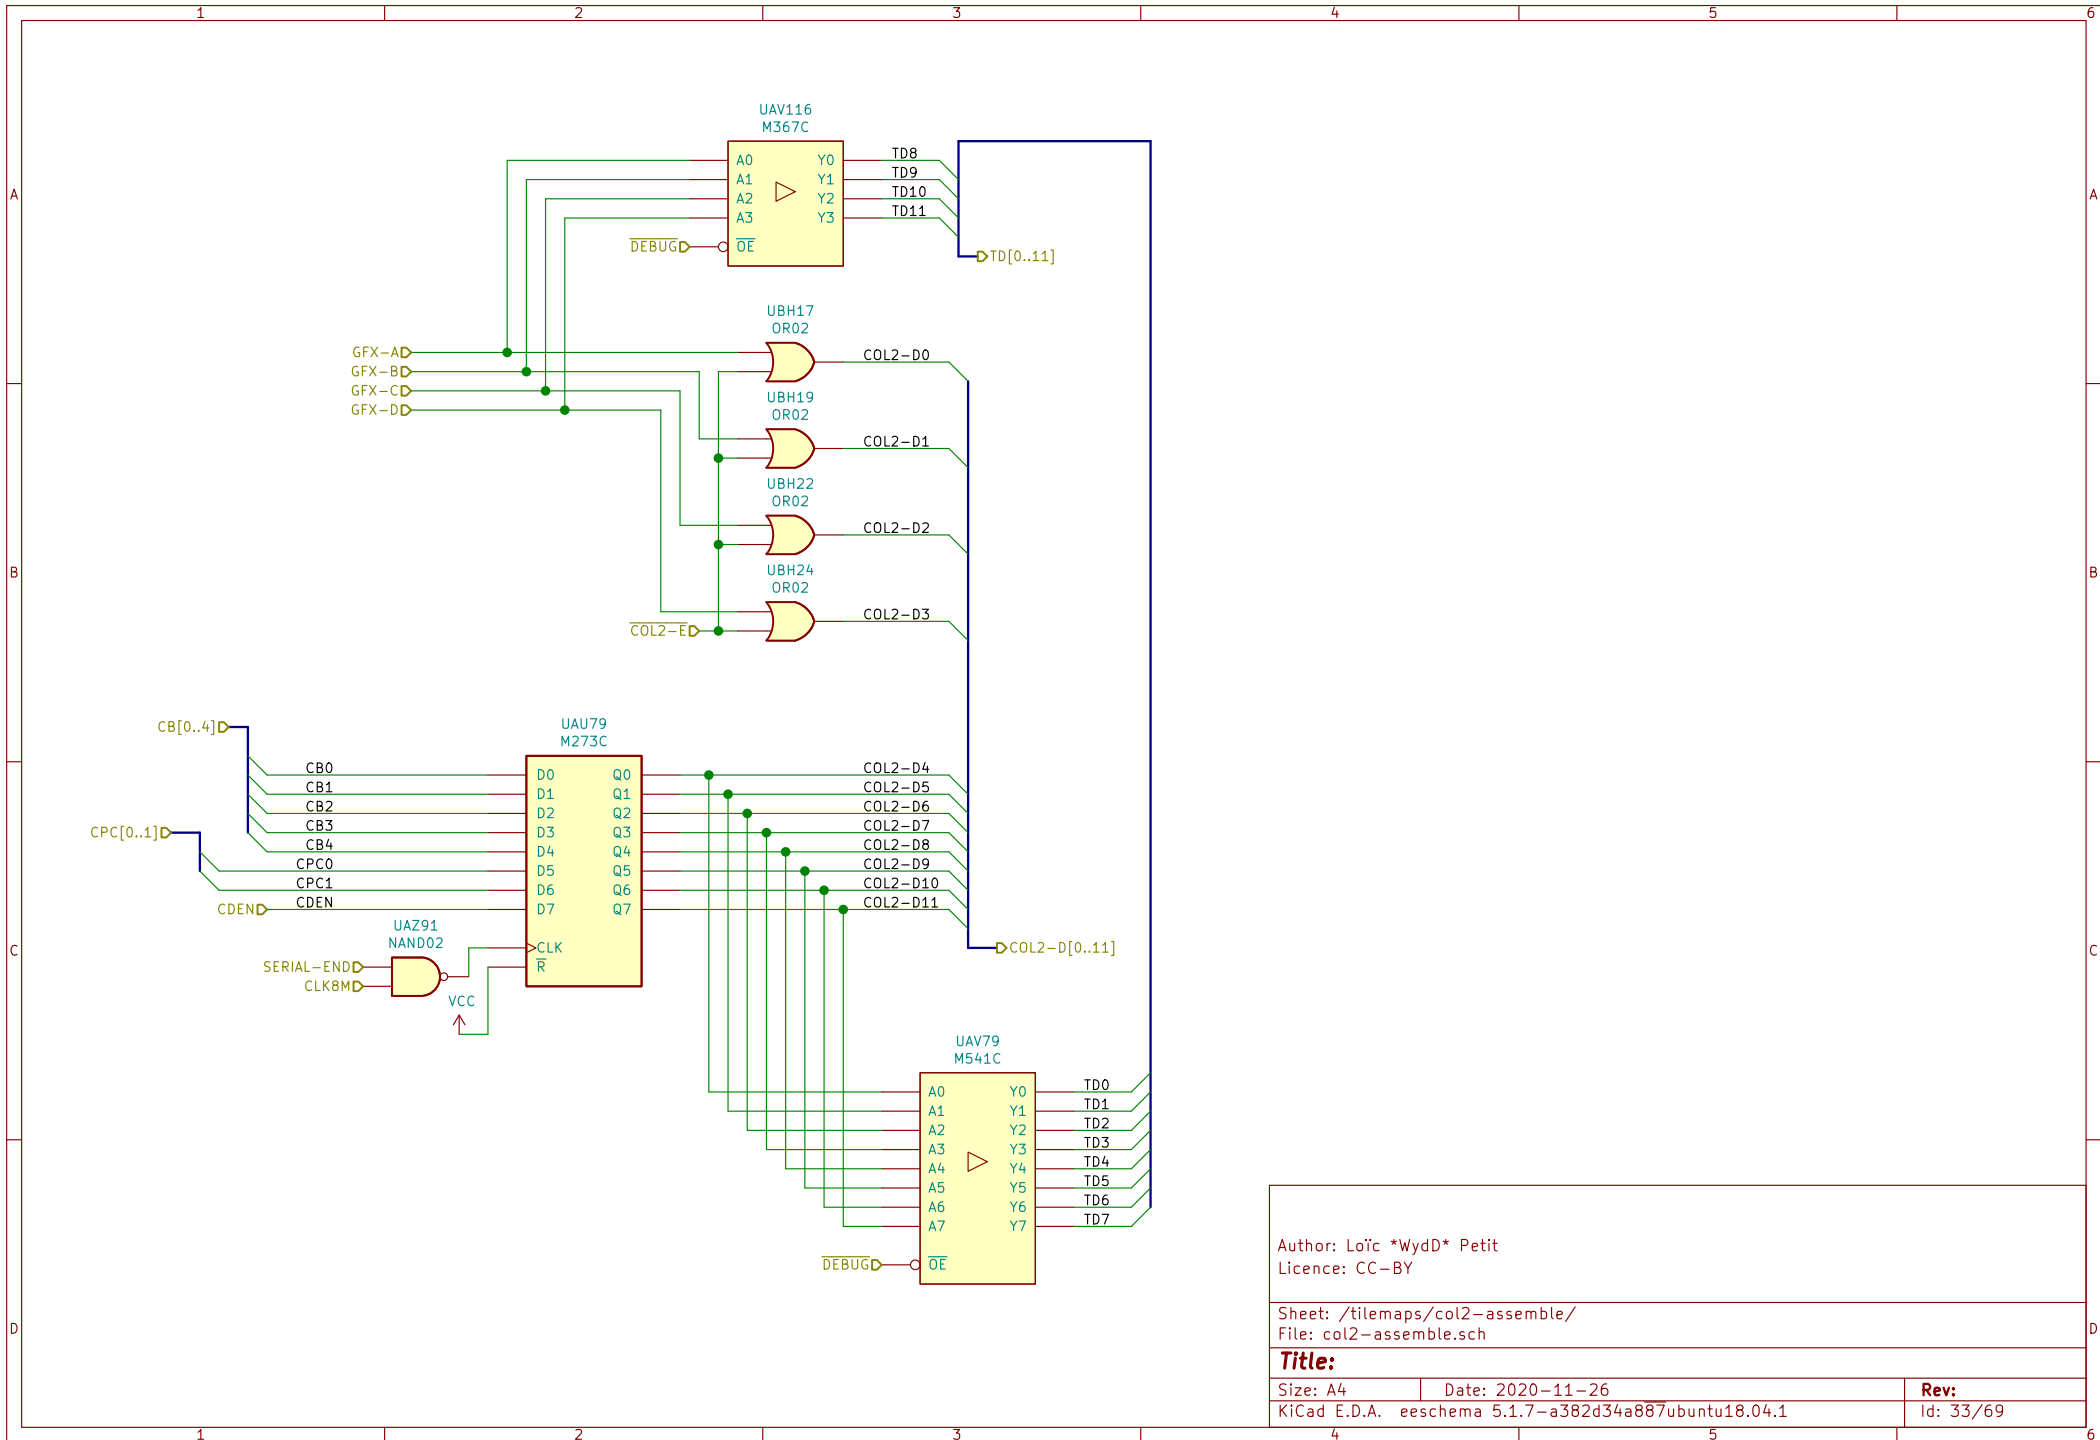 1 2 3 4 5 6
A A
B B
C C
D D
UAV116
M367C
A0 Y0 TD8
A1 Y1 TD9
A2 Y2 TD10
A3 Y3 TD11
DEBUG OE
TD[0..11]
UBH17
OR02
GFX-A
GFX-B
GFX-C
GFX-D
COL2-D0
UBH19
OR02
COL2-D1
UBH22
OR02
COL2-D2
UBH24
OR02
COL2-D3
COL2-E
UAU79
M273C
CB[0..4]
CPC[0..1]
CB0 D0 Q0 COL2-D4
CB1 D1 Q1 COL2-D5
CB2 D2 Q2 COL2-D6
CB3 D3 Q3 COL2-D7
CB4 D4 Q4 COL2-D8
CPC0 D5 Q5 COL2-D9
CPC1 D6 Q6 COL2-D10
CDEN CDEN D7 Q7 COL2-D11
UAZ91
NAND02
CLK
R
COL2-D[0..11]
SERIAL-END
CLK8M
VCC
UAV79
M541C
A0 Y0 TD0
A1 Y1 TD1
A2 Y2 TD2
A3 Y3 TD3
A4 Y4 TD4
A5 Y5 TD5
A6 Y6 TD6
A7 Y7 TD7
DEBUG OE
Author: Loïc *WydD* Petit
Licence: CC-BY
Sheet: /tilemaps/col2-assemble/
File: col2-assemble.sch
Title:
Size: A4 Date: 2020-11-26 Rev:
KiCad E.D.A. eeschema 5.1.7-a382d34a887ubuntu18.04.1 Id: 33/69
1 2 3 4 5 6